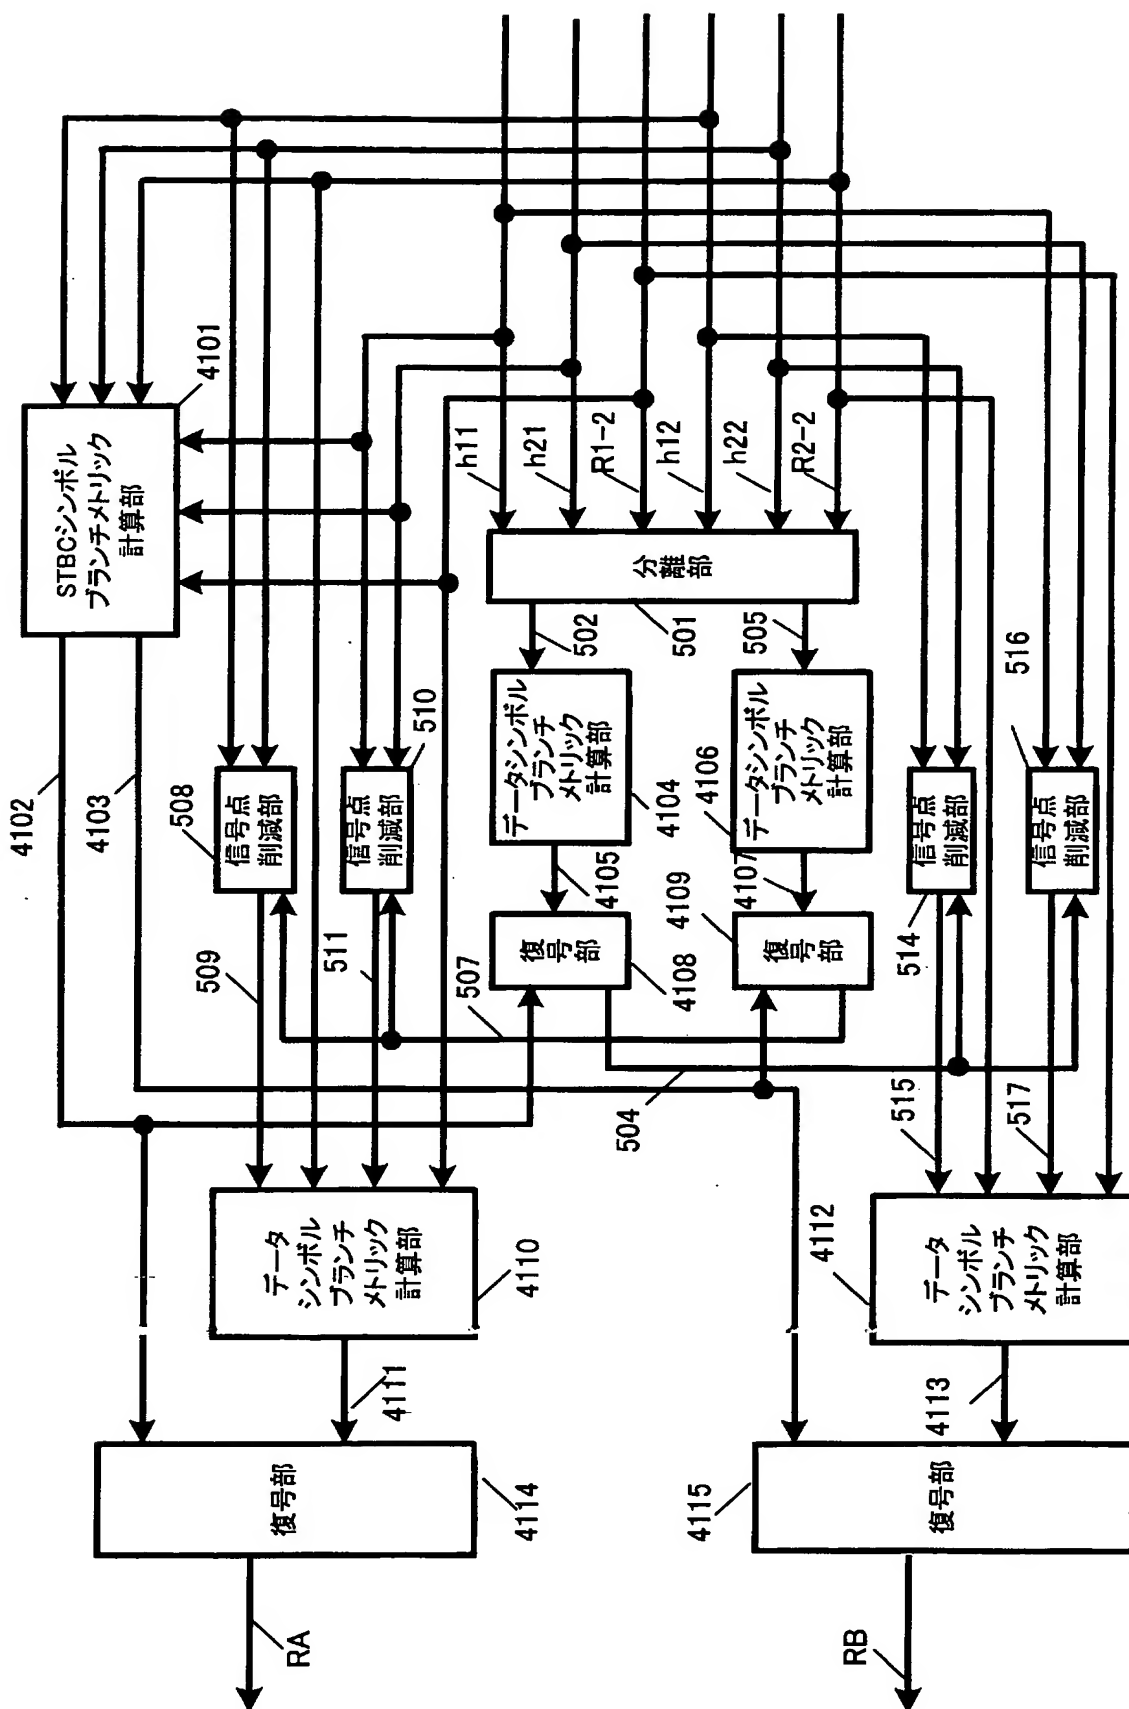 STBCシンボル
ブランチメトリック
計算部
4101
4102
4103
508
信号点
削減部
509
510
信号点
削減部
511
h11
h21
R1-2
h12
h22
R2-2
分離部
501
502
505
データシンボル
ブランチ
メトリック
計算部
4104
4105
データシンボル
ブランチ
メトリック
計算部
4106
4107
復号部
4108
復号部
4109
507
504
信号点
削減部
514
515
信号点
削減部
516
517
データ
シンボル
ブランチ
メトリック
計算部
4110
4111
データ
シンボル
ブランチ
メトリック
計算部
4112
4113
復号部
4114
復号部
4115
RA
RB